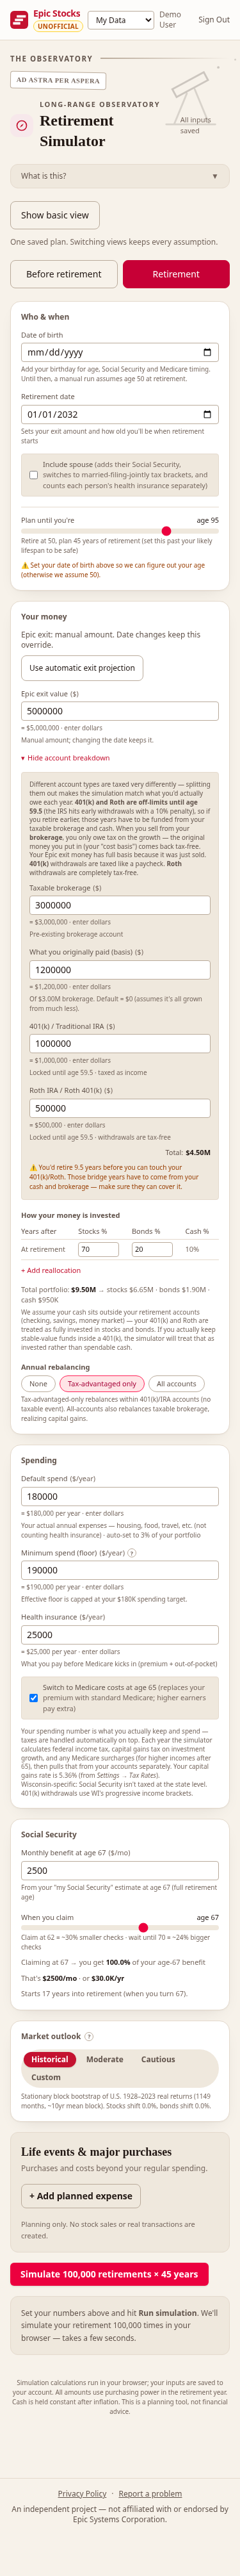 Epic Stocks
UNOFFICIAL
My Data
Demo User
Sign Out
THE OBSERVATORY
AD ASTRA PER ASPERA
LONG-RANGE OBSERVATORY
Retirement
Simulator
All inputs
saved
What is this?
Show basic view
One saved plan. Switching views keeps every assumption.
Before retirement
Retirement
Who & when
Date of birth
mm/dd/yyyy
Add your birthday for age, Social Security and Medicare timing.
Until then, a manual run assumes age 50 at retirement.
Retirement date
01/01/2032
Sets your exit amount and how old you'll be when retirement
starts
Include spouse (adds their Social Security,
switches to married-filing-jointly tax brackets, and
counts each person's health insurance separately)
Plan until you're
age 95
Retire at 50, plan 45 years of retirement (set this past your likely
lifespan to be safe)
⚠️ Set your date of birth above so we can figure out your age
(otherwise we assume 50).
Your money
Epic exit: manual amount. Date changes keep this
override.
Use automatic exit projection
Epic exit value ($)
5000000
= $5,000,000 · enter dollars
Manual amount; changing the date keeps it.
▾ Hide account breakdown
Different account types are taxed very differently — splitting
them out makes the simulation match what you'd actually
owe each year. 401(k) and Roth are off-limits until age
59.5 (the IRS hits early withdrawals with a 10% penalty), so if
you retire earlier, those years have to be funded from your
taxable brokerage and cash. When you sell from your
brokerage, you only owe tax on the growth — the original
money you put in (your "cost basis") comes back tax-free.
Your Epic exit money has full basis because it was just sold.
401(k) withdrawals are taxed like a paycheck. Roth
withdrawals are completely tax-free.
Taxable brokerage ($)
3000000
= $3,000,000 · enter dollars
Pre-existing brokerage account
What you originally paid (basis) ($)
1200000
= $1,200,000 · enter dollars
Of $3.00M brokerage. Default = $0 (assumes it's all grown
from much less).
401(k) / Traditional IRA ($)
1000000
= $1,000,000 · enter dollars
Locked until age 59.5 · taxed as income
Roth IRA / Roth 401(k) ($)
500000
= $500,000 · enter dollars
Locked until age 59.5 · withdrawals are tax-free
Total: $4.50M
⚠️ You'd retire 9.5 years before you can touch your
401(k)/Roth. Those bridge years have to come from your
cash and brokerage — make sure they can cover it.
How your money is invested
Years after
Stocks %
Bonds %
Cash %
At retirement
70
20
10%
+ Add reallocation
Total portfolio: $9.50M → stocks $6.65M · bonds $1.90M ·
cash $950K
We assume cash sits outside your retirement accounts
(checking, savings, money market) — your 401(k) and Roth
are treated as fully invested in stocks and bonds. If you actually
keep stable-value funds inside a 401(k), the simulator will treat that as
invested rather than spendable cash.
Annual rebalancing
None
Tax-advantaged only
All accounts
Tax-advantaged-only rebalances within 401(k)/IRA accounts (no
taxable event). All-accounts also rebalances taxable brokerage,
realizing capital gains.
Spending
Default spend ($/year)
180000
= $180,000 per year · enter dollars
Your actual annual expenses — housing, food, travel, etc. (not
counting health insurance) · auto-set to 3% of your portfolio
Minimum spend (floor) ($/year) ?
190000
= $190,000 per year · enter dollars
Effective floor is capped at your $180K spending target.
Health insurance ($/year)
25000
= $25,000 per year · enter dollars
What you pay before Medicare kicks in (premium + out-of-pocket)
Switch to Medicare costs at age 65 (replaces your
premium with standard Medicare; higher earners
pay extra)
Your spending number is what you actually keep and spend —
taxes are handled automatically on top. Each year the simulator
calculates federal income tax, capital gains tax on investment
growth, and any Medicare surcharges (for higher incomes after
65), then pulls that from your accounts separately. Your capital
gains rate is 5.36% (from Settings → Tax Rates).
Wisconsin-specific: Social Security isn't taxed at the state level.
401(k) withdrawals use WI's progressive income brackets.
Social Security
Monthly benefit at age 67 ($/mo)
2500
From your "my Social Security" estimate at age 67 (full retirement
age)
When you claim
age 67
Claim at 62 = ~30% smaller checks · wait until 70 = ~24% bigger
checks
Claiming at 67 → you get 100.0% of your age-67 benefit
That's $2500/mo · or $30.0K/yr
Starts 17 years into retirement (when you turn 67).
Market outlook ?
Historical
Moderate
Cautious
Custom
Stationary block bootstrap of U.S. 1928–2023 real returns (1149
months, ~10yr mean block). Stocks shift 0.0%, bonds shift 0.0%.
Life events & major purchases
Purchases and costs beyond your regular spending.
+ Add planned expense
Planning only. No stock sales or real transactions are
created.
Simulate 100,000 retirements × 45 years
Set your numbers above and hit Run simulation. We'll
simulate your retirement 100,000 times in your
browser — takes a few seconds.
Simulation calculations run in your browser; your inputs are saved to
your account. All amounts use purchasing power in the retirement year.
Cash is held constant after inflation. This is a planning tool, not financial
advice.
Privacy Policy · Report a problem
An independent project — not affiliated with or endorsed by
Epic Systems Corporation.